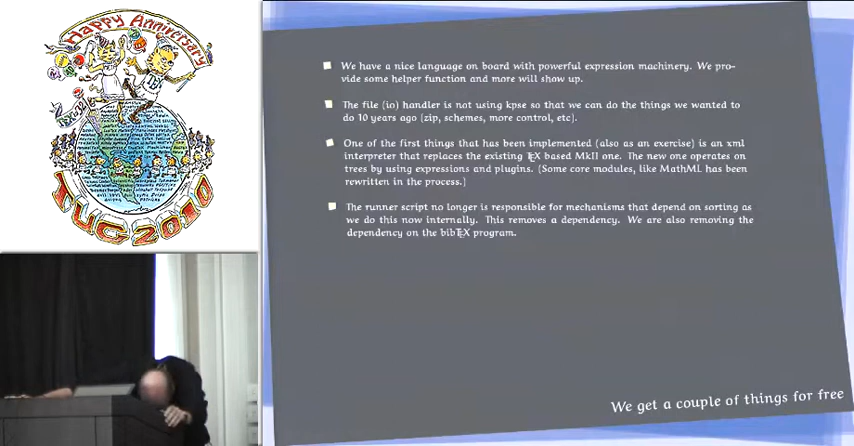 Happy Anniversary
TUG 2010
We have a nice language on board with powerful expression machinery. We pro-
vide some helper function and more will show up.
The file (io) handler is not using kpse so that we can do the things we wanted to
do 10 years ago (zip, schemes, more control, etc).
One of the first things that has been implemented (also as an exercise) is an xml
interpreter that replaces the existing TEX based MkII one. The new one operates on
trees by using expressions and plugins. (Some core modules, like MathML has been
rewritten in the process.)
The runner script no longer is responsible for mechanisms that depend on sorting as
we do this now internally. This removes a dependency. We are also removing the
dependency on the bibTEX program.
We get a couple of things for free